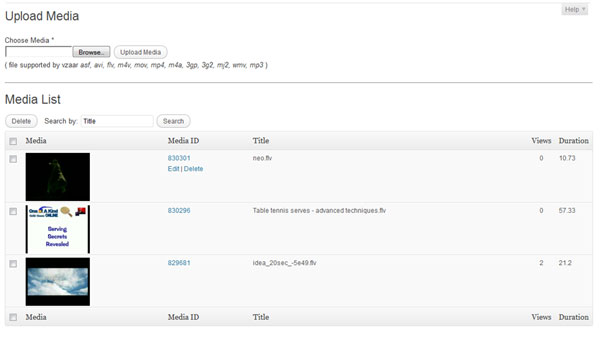 Help
Upload Media
Choose Media *
Browse.. Upload Media
( file supported by vzaar asf, avi, flv, m4v, mov, mp4, m4a, 3gp, 3g2, mj2, wmv, mp3 )
Media List
Delete Search by: Title Search
Media Media ID Title Views Duration
830301 neo.flv 0 10.73
Edit | Delete
One Of A Kind
ONLINE
830296 Table tennis serves - advanced techniques.flv 0 57.33
Serving
Secrets
Revealed
829681 idea_20sec_-5e49.flv 2 21.2
Media Media ID Title Views Duration